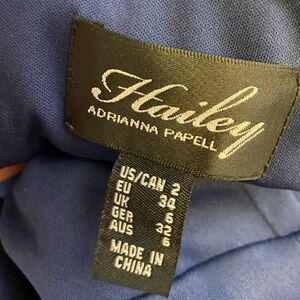 Hailey
ADRIANNA PAPELL
US/CAN 2
EU 34
UK 6
GER 32
AUS 6
MADE IN
CHINA